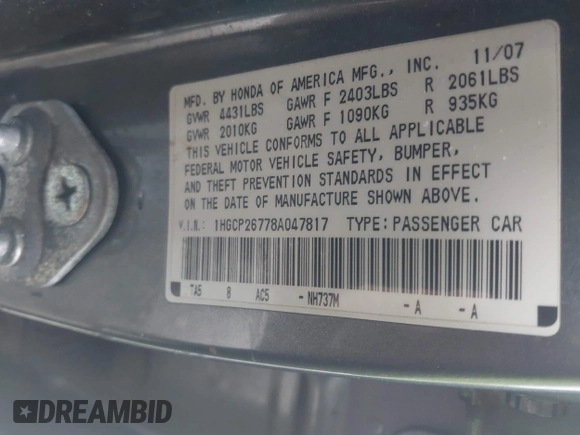 MFD. BY HONDA OF AMERICA MFG., INC. 11/07
GVWR 4431LBS GAWR F 2403LBS R 2061LBS
GVWR 2010KG GAWR F 1090KG R 935KG
THIS VEHICLE CONFORMS TO ALL APPLICABLE
FEDERAL MOTOR VEHICLE SAFETY, BUMPER,
AND THEFT PREVENTION STANDARDS IN EFFECT
ON THE DATE OF MANUFACTURE SHOWN ABOVE.
V.I.N.: 1HGCP26778A047817 TYPE: PASSENGER CAR
TA5 8 AC5 - NH737M - A - A
DREAMBID